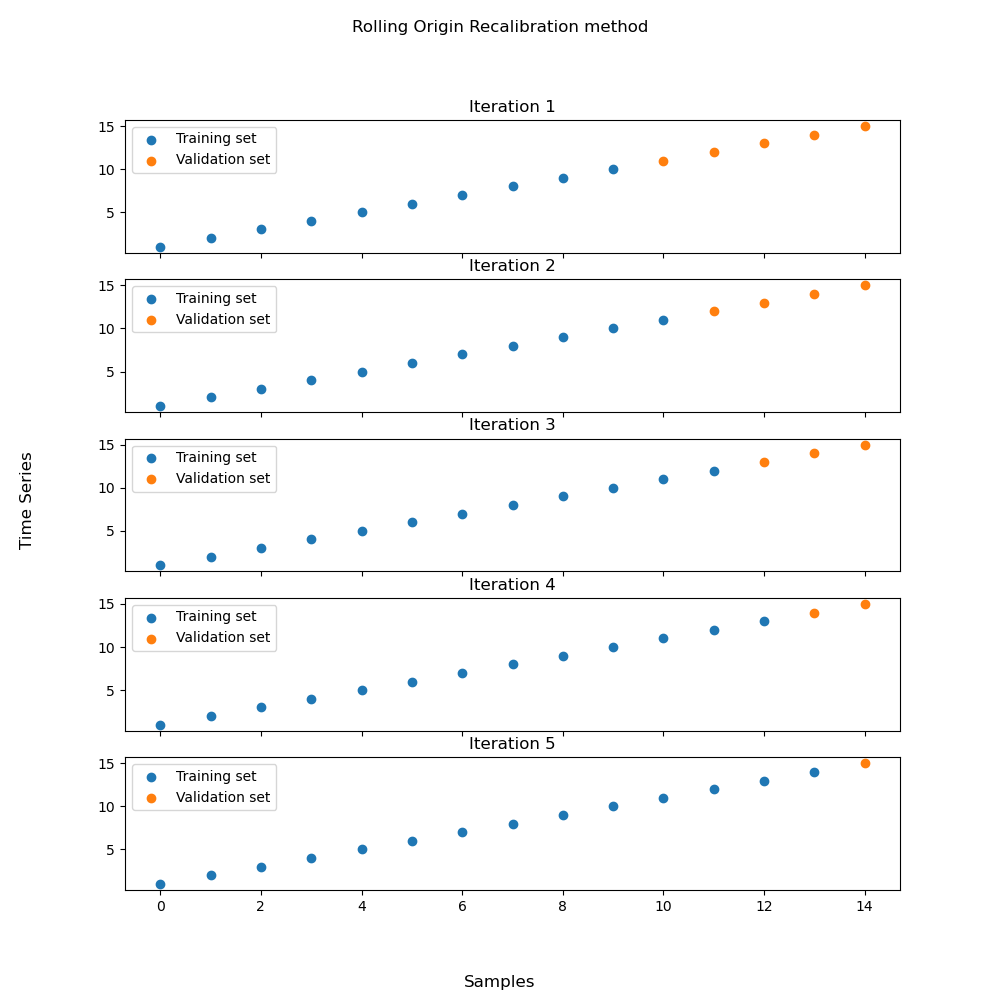 Rolling Origin Recalibration method
Iteration 1
15
10
5
Training set
Validation set
Iteration 2
15
10
5
Training set
Validation set
Iteration 3
15
10
5
Training set
Validation set
Time Series
Iteration 4
15
10
5
Training set
Validation set
Iteration 5
15
10
5
Training set
Validation set
0 2 4 6 8 10 12 14
Samples